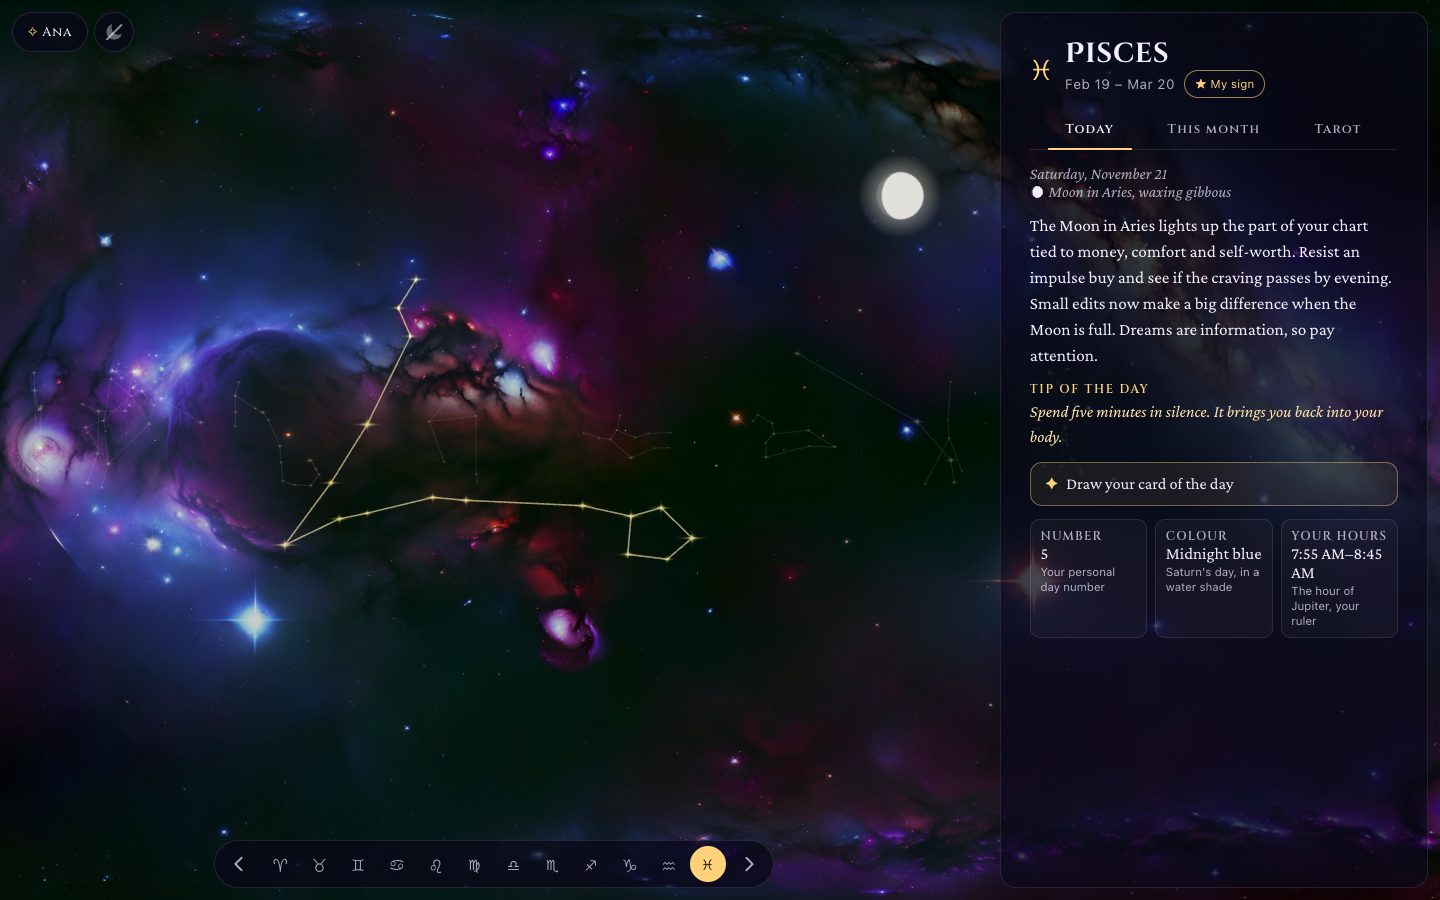 Ana
PISCES
Feb 19 – Mar 20
My sign
Today
This month
Tarot
Saturday, November 21
Moon in Aries, waxing gibbous
The Moon in Aries lights up the part of your chart
tied to money, comfort and self-worth. Resist an
impulse buy and see if the craving passes by evening.
Small edits now make a big difference when the
Moon is full. Dreams are information, so pay
attention.
TIP OF THE DAY
Spend five minutes in silence. It brings you back into your
body.
Draw your card of the day
NUMBER
5
Your personal
day number
COLOUR
Midnight blue
Saturn's day, in a
water shade
YOUR HOURS
7:55 AM–8:45
AM
The hour of
Jupiter, your
ruler
♈ ♉ ♊ ♋ ♌ ♍ ♎ ♏ ♐ ♑ ♒ ♓